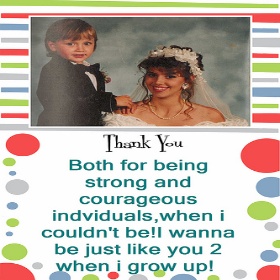 Thank You
Both for being
strong and
courageous
indviduals,when i
couldn't be!I wanna
be just like you 2
when i grow up!